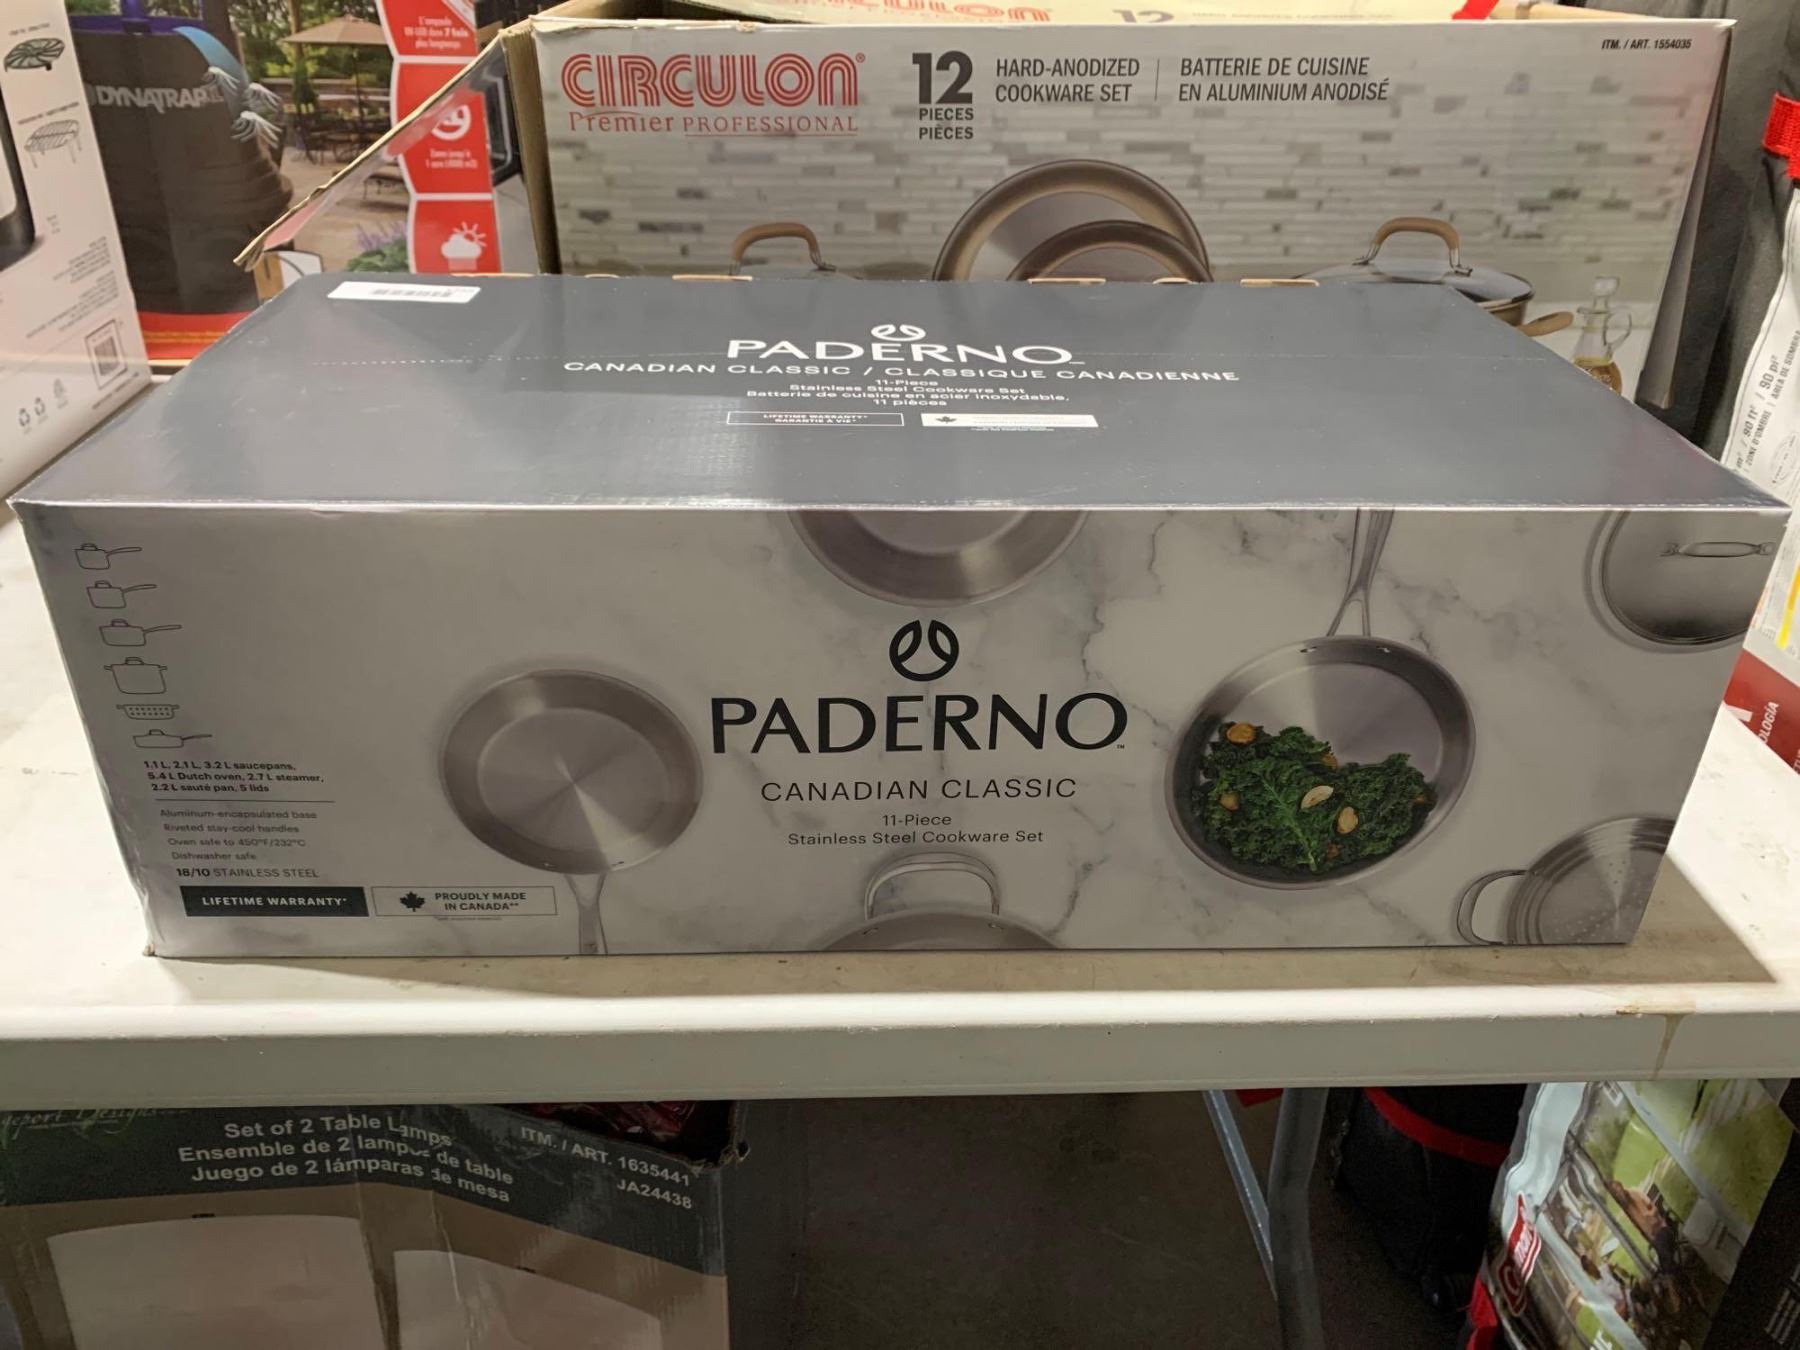 DYNATRAP
CIRCULON®
Premier PROFESSIONAL
12
PIECES
PIÈCES
HARD-ANODIZED
COOKWARE SET
BATTERIE DE CUISINE
EN ALUMINIUM ANODISÉ
ITM. / ART. 1554035
PADERNO
CANADIAN CLASSIC / CLASSIQUE CANADIENNE
11-Piece
Stainless Steel Cookware Set
Batterie de cuisine en acier inoxydable,
11 pièces
LIFETIME WARRANTY*
GARANTIE À VIE*
PADERNO™
CANADIAN CLASSIC
11-Piece
Stainless Steel Cookware Set
1.1 L, 2.1 L, 3.2 L saucepans,
5.4 L Dutch oven, 2.7 L steamer,
2.2 L sauté pan, 5 lids
Aluminum-encapsulated base
Riveted stay-cool handles
Oven safe to 450°F/232°C
Dishwasher safe
18/10 STAINLESS STEEL
LIFETIME WARRANTY*
PROUDLY MADE
IN CANADA**
Set of 2 Table Lamps
Ensemble de 2 lampes de table
Juego de 2 lámparas de mesa
ITM. / ART. 1635441
JA24438